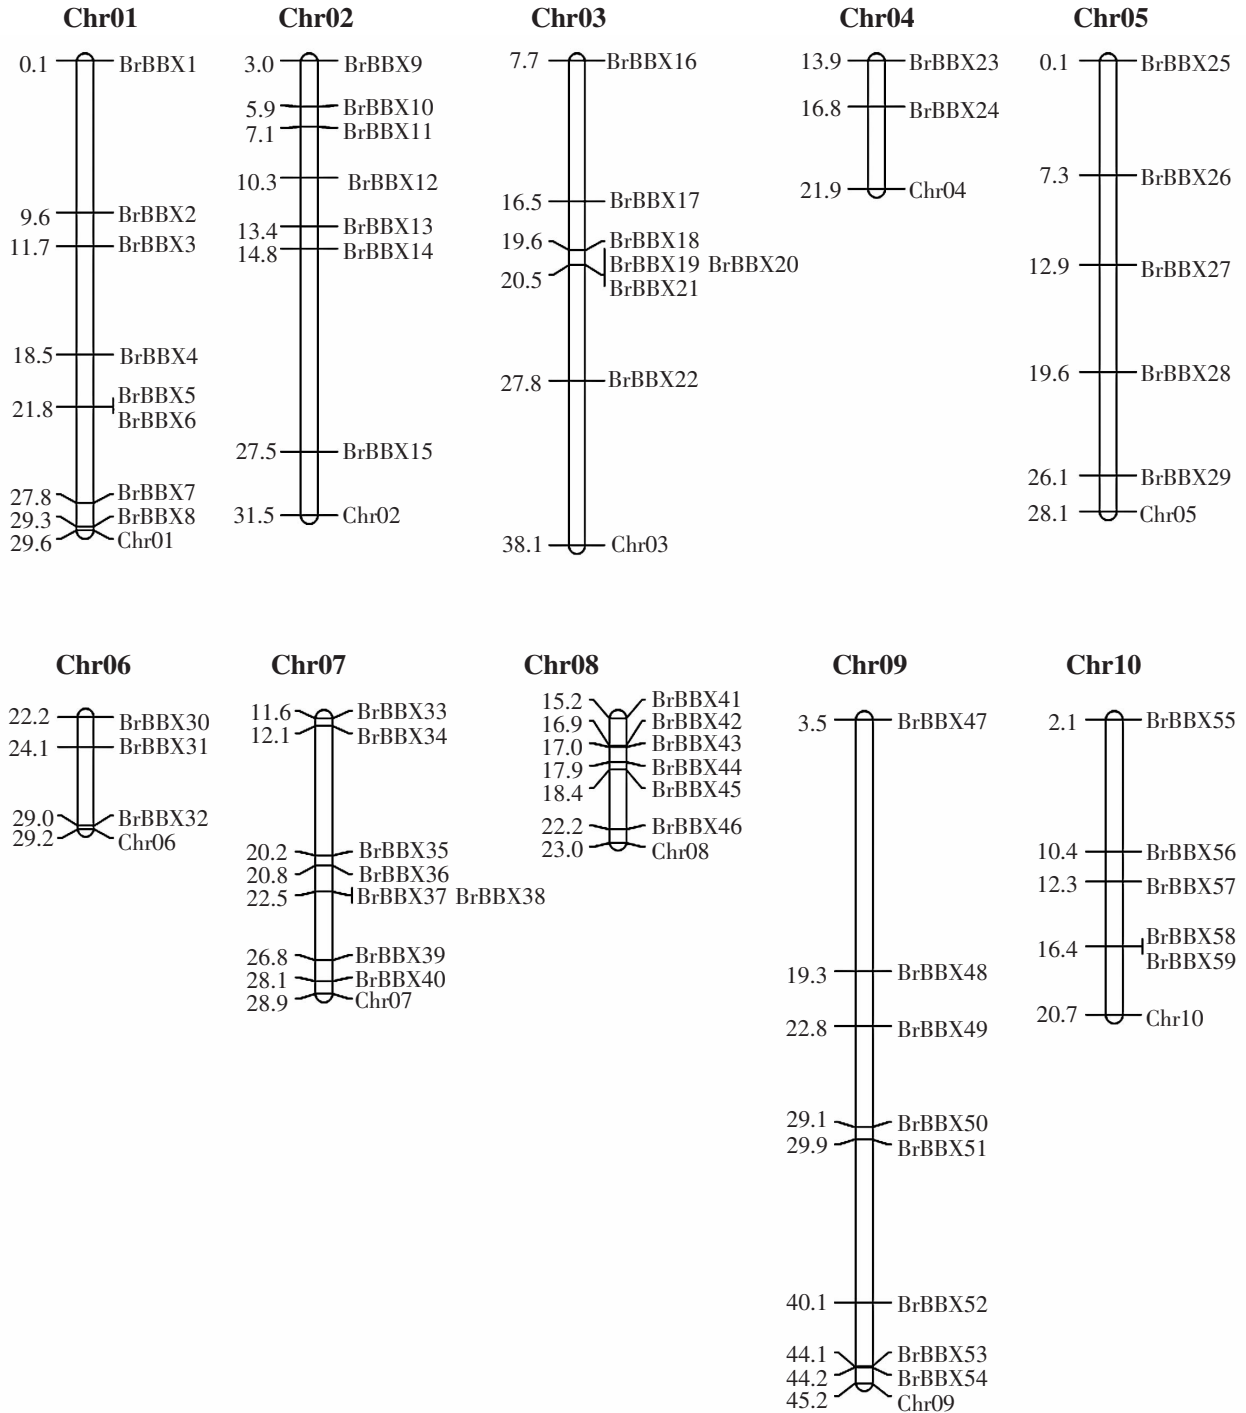 Chr01 Chr02 Chr03 Chr04 Chr05
0.1 BrBBX1
9.6 BrBBX2
11.7 BrBBX3
18.5 BrBBX4
21.8 BrBBX5
BrBBX6
27.8 BrBBX7
29.3 BrBBX8
29.6 Chr01
3.0 BrBBX9
5.9 BrBBX10
7.1 BrBBX11
10.3 BrBBX12
13.4 BrBBX13
14.8 BrBBX14
27.5 BrBBX15
31.5 Chr02
7.7 BrBBX16
16.5 BrBBX17
19.6 BrBBX18
BrBBX19 BrBBX20
20.5 BrBBX21
27.8 BrBBX22
38.1 Chr03
13.9 BrBBX23
16.8 BrBBX24
21.9 Chr04
0.1 BrBBX25
7.3 BrBBX26
12.9 BrBBX27
19.6 BrBBX28
26.1 BrBBX29
28.1 Chr05
Chr06 Chr07 Chr08 Chr09 Chr10
22.2 BrBBX30
24.1 BrBBX31
29.0 BrBBX32
29.2 Chr06
11.6 BrBBX33
12.1 BrBBX34
20.2 BrBBX35
20.8 BrBBX36
22.5 BrBBX37 BrBBX38
26.8 BrBBX39
28.1 BrBBX40
28.9 Chr07
15.2 BrBBX41
16.9 BrBBX42
17.0 BrBBX43
17.9 BrBBX44
18.4 BrBBX45
22.2 BrBBX46
23.0 Chr08
3.5 BrBBX47
19.3 BrBBX48
22.8 BrBBX49
29.1 BrBBX50
29.9 BrBBX51
40.1 BrBBX52
44.1 BrBBX53
44.2 BrBBX54
45.2 Chr09
2.1 BrBBX55
10.4 BrBBX56
12.3 BrBBX57
16.4 BrBBX58
BrBBX59
20.7 Chr10